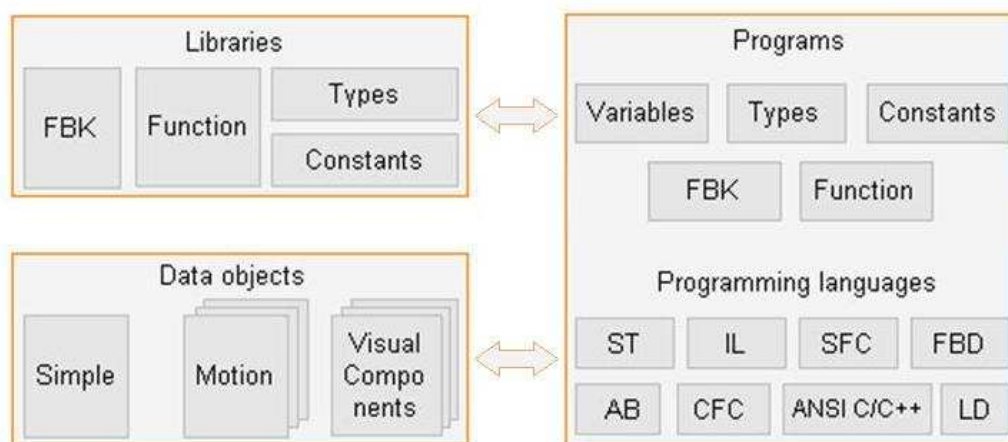 Libraries
FBK
Function
Types
Constants
Data objects
Simple
Motion
Visual
Compo
nents
Programs
Variables
Types
Constants
FBK
Function
Programming languages
ST
IL
SFC
FBD
AB
CFC
ANSI C/C++
LD